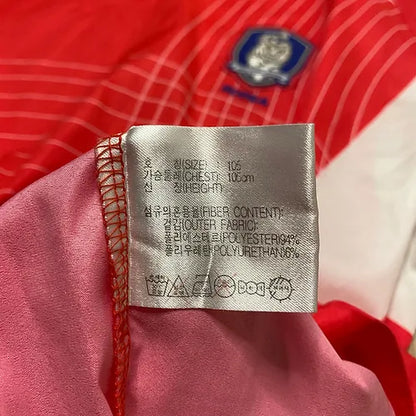 호 칭(SIZE) 105
가슴둘레(CHEST) 105cm
신 장(HEIGHT)
섬유의혼용율(FIBER CONTENT):
겉감(OUTER FABRIC):
폴리에스테르(POLYESTER)94%
폴리우레탄(POLYURETHAN)6%